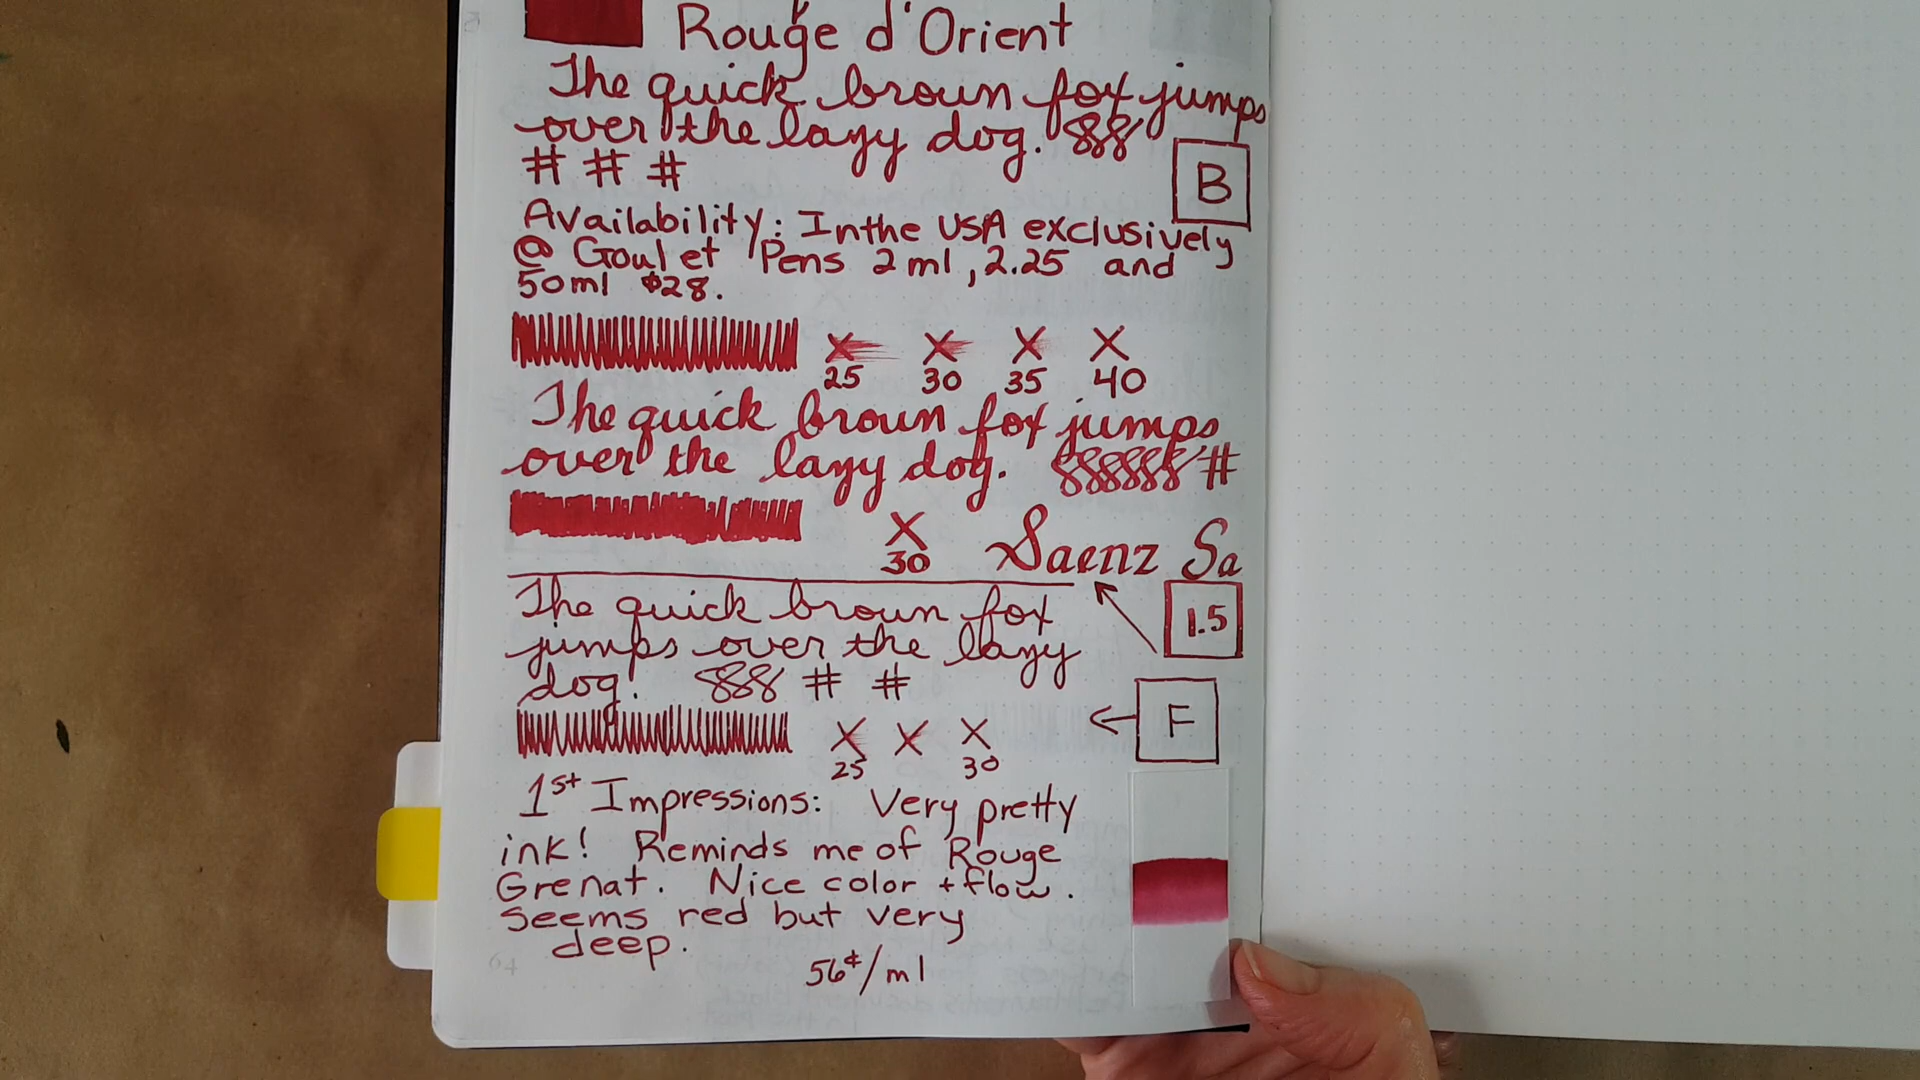 Rouge d'Orient
The quick brown fox jumps
over the lazy dog. 888
# # #
B
Availability: In the USA exclusively
@ Goulet Pens 2ml, 2.25 and
50ml $28.
X X X X
25 30 35 40
The quick brown fox jumps
over the lazy dog. 888888 #
X
30
Saenz Sa
1.5
The quick brown fox
jumps over the lazy
dog. 888 # #
F
X X X
25 30
1st Impressions: Very pretty
ink! Reminds me of Rouge
Grenat. Nice color + flow.
Seems red but very
deep.
56¢/ml
64